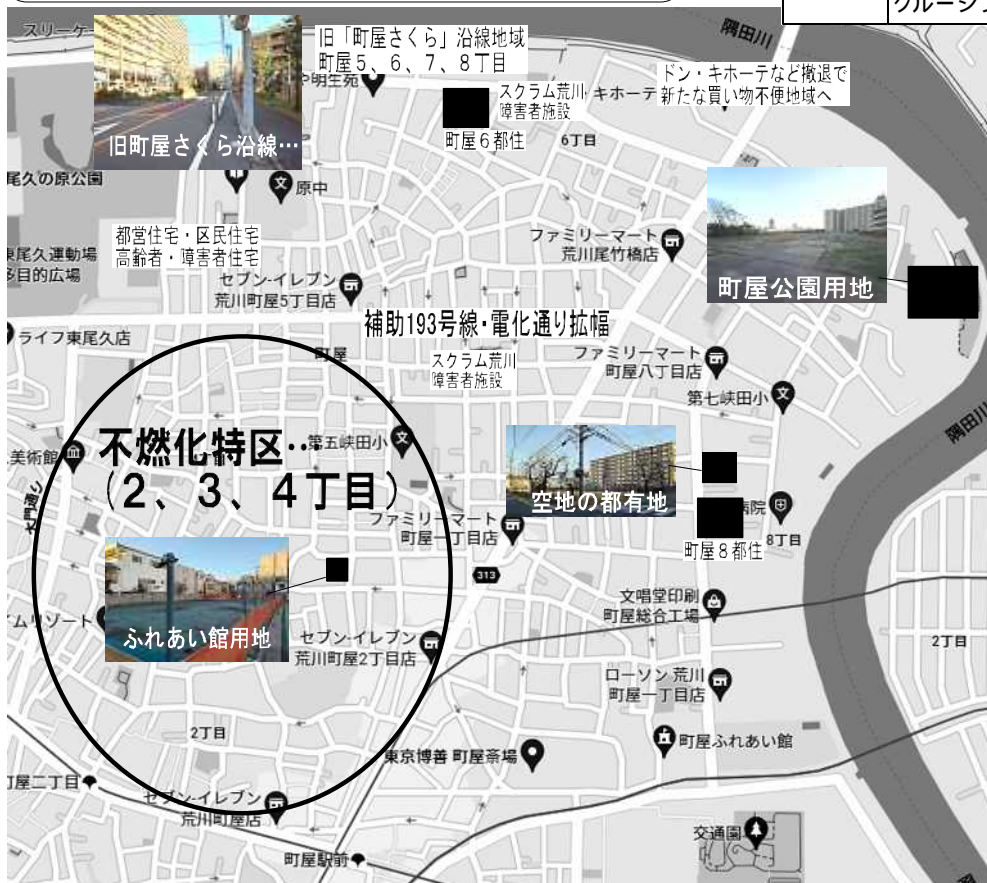 クルーシブ
スリーケ
隅田川
旧「町屋さくら」沿線地域
町屋5、6、7、8丁目
や明生苑
スクラム荒川
障害者施設
キホーテ
ドン・キホーテなど撤退で
新たな買い物不便地域へ
旧町屋さくら沿線…
町屋6都住
6丁目
尾久の原公園
原中
都営住宅・区民住宅
高齢者・障害者住宅
東尾久運動場
多目的広場
ファミリーマート
荒川尾竹橋店
セブン-イレブン
荒川町屋5丁目店
町屋公園用地
補助193号線・電化通り拡幅
ライフ東尾久店
町屋
スクラム荒川
障害者施設
ファミリーマート
町屋八丁目店
第七峡田小
隅田川
不燃化特区…
(2、3、4丁目)
第五峡田小
美術館
大門通り
空地の都有地
病院
8丁目
町屋8都住
ファミリーマート
町屋一丁目店
313
ふれあい館用地
文唱堂印刷
町屋総合工場
ムリゾート
セブン-イレブン
荒川町屋2丁目店
2丁目
ローソン 荒川
町屋一丁目店
2丁目
東京博善 町屋斎場
町屋ふれあい館
町屋二丁目
セブン-イレブン
荒川町屋店
交通園
町屋駅前